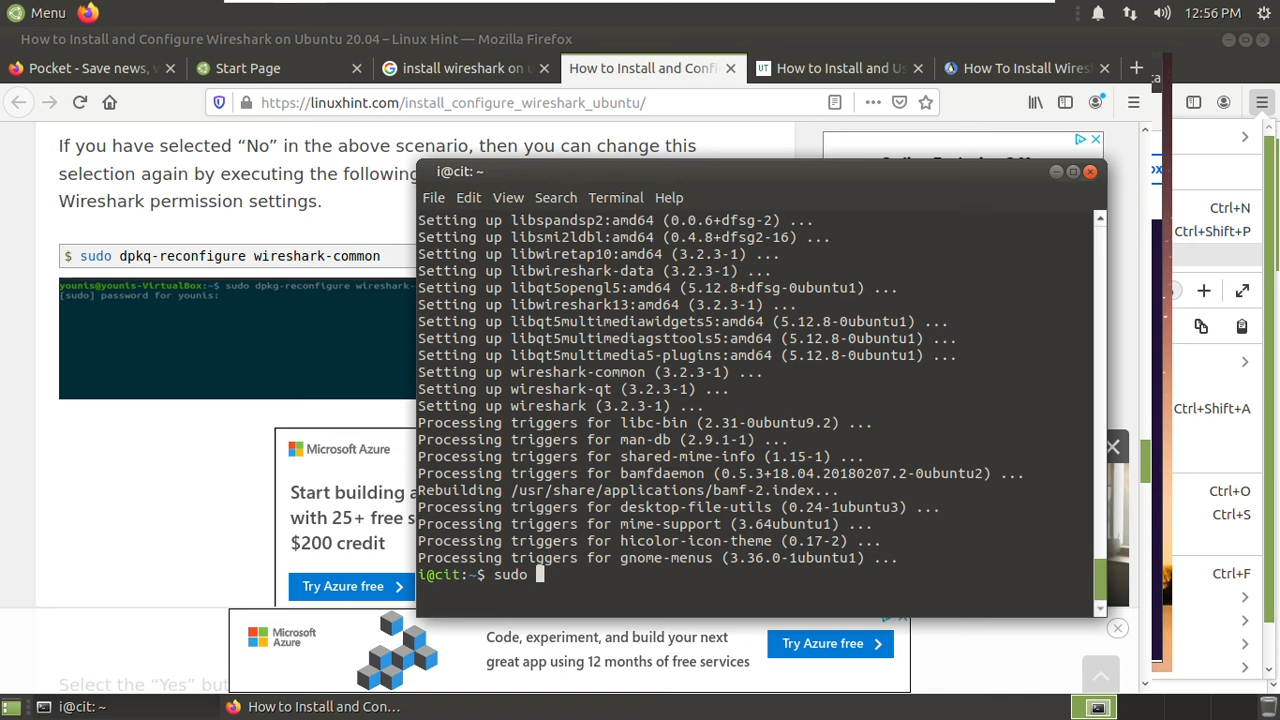 Menu
12:56 PM
How to Install and Configure Wireshark on Ubuntu 20.04 – Linux Hint — Mozilla Firefox
Pocket - Save news,
Start Page
install wireshark on u
How to Install and Confi
UT How to Install and Us
How To Install Wires
https://linuxhint.com/install_configure_wireshark_ubuntu/
If you have selected “No” in the above scenario, then you can change this
selection again by executing the following
Wireshark permission settings.
$ sudo dpkq-reconfigure wireshark-common
younis@younis-VirtualBox:~$ sudo dpkg-reconfigure wireshark-
[sudo] password for younis:
Microsoft Azure
Start building
with 25+ free s
$200 credit
Try Azure free
i@cit: ~
File Edit View Search Terminal Help
Setting up libspandsp2:amd64 (0.0.6+dfsg-2) ...
Setting up libsmi2ldbl:amd64 (0.4.8+dfsg2-16) ...
Setting up libwiretap10:amd64 (3.2.3-1) ...
Setting up libwireshark-data (3.2.3-1) ...
Setting up libqt5opengl5:amd64 (5.12.8+dfsg-0ubuntu1) ...
Setting up libwireshark13:amd64 (3.2.3-1) ...
Setting up libqt5multimediawidgets5:amd64 (5.12.8-0ubuntu1) ...
Setting up libqt5multimediagsttools5:amd64 (5.12.8-0ubuntu1) ...
Setting up libqt5multimedia5-plugins:amd64 (5.12.8-0ubuntu1) ...
Setting up wireshark-common (3.2.3-1) ...
Setting up wireshark-qt (3.2.3-1) ...
Setting up wireshark (3.2.3-1) ...
Processing triggers for libc-bin (2.31-0ubuntu9.2) ...
Processing triggers for man-db (2.9.1-1) ...
Processing triggers for shared-mime-info (1.15-1) ...
Processing triggers for bamfdaemon (0.5.3+18.04.20180207.2-0ubuntu2) ...
Rebuilding /usr/share/applications/bamf-2.index...
Processing triggers for desktop-file-utils (0.24-1ubuntu3) ...
Processing triggers for mime-support (3.64ubuntu1) ...
Processing triggers for hicolor-icon-theme (0.17-2) ...
Processing triggers for gnome-menus (3.36.0-1ubuntu1) ...
i@cit:~$ sudo
Ctrl+N
Ctrl+Shift+P
Ctrl+Shift+A
Ctrl+O
Ctrl+S
Ctrl+F
Microsoft
Azure
Code, experiment, and build your next
great app using 12 months of free services
Try Azure free
Select the “Yes” but
i@cit: ~
How to Install and Con...